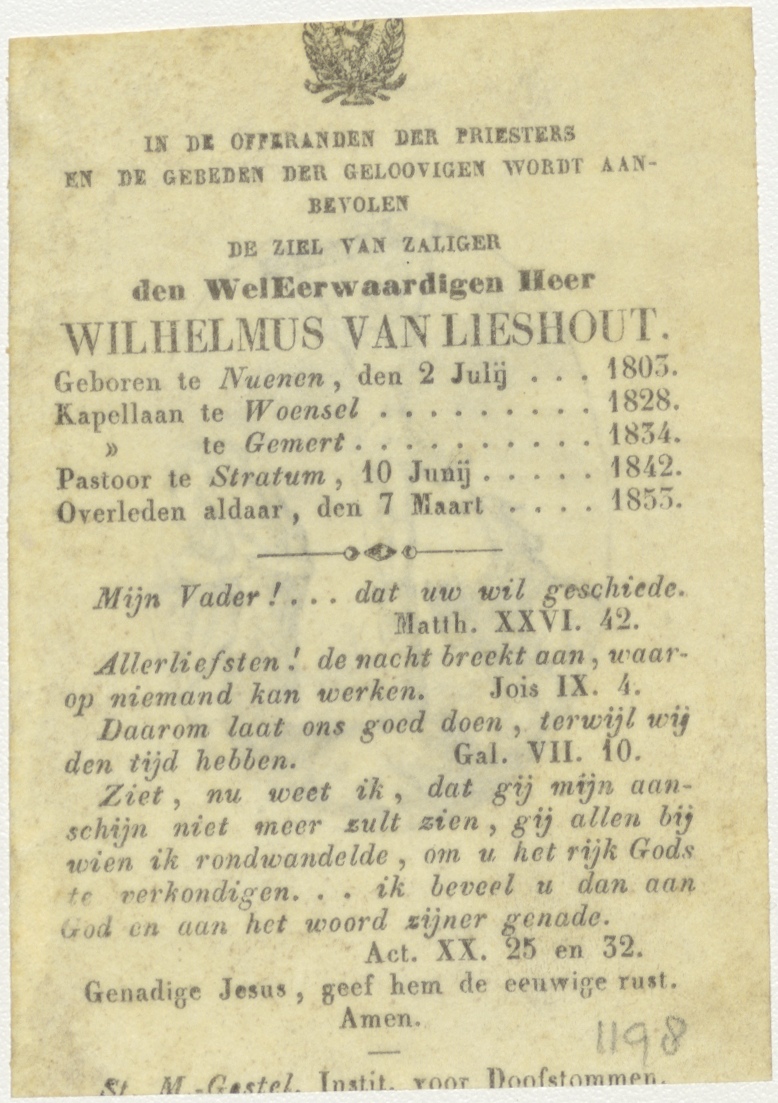 IN DE OFFERANDEN DER PRIESTERS
EN DE GEBEDEN DER GELOOVIGEN WORDT AAN-
BEVOLEN
DE ZIEL VAN ZALIGER
den WelEerwaardigen Heer
WILHELMUS VAN LIESHOUT.
Geboren te Nuenen, den 2 Julij . . . 1803.
Kapellaan te Woensel . . . . . . . . . 1828.
» te Gemert . . . . . . . . . . 1834.
Pastoor te Stratum, 10 Junij . . . . . 1842.
Overleden aldaar, den 7 Maart . . . . 1853.
Mijn Vader! . . . dat uw wil geschiede.
Matth. XXVI. 42.
Allerliefsten! de nacht breekt aan, waar-
op niemand kan werken. Jois IX. 4.
Daarom laat ons goed doen, terwijl wij
den tijd hebben. Gal. VII. 10.
Ziet, nu weet ik, dat gij mijn aan-
schijn niet meer zult zien, gij allen bij
wien ik rondwandelde, om u het rijk Gods
te verkondigen. . . ik beveel u dan aan
God en aan het woord zijner genade.
Act. XX. 25 en 32.
Genadige Jesus, geef hem de eeuwige rust.
Amen.
1198
St. M.-Gestel, Instit. voor Doofstommen.